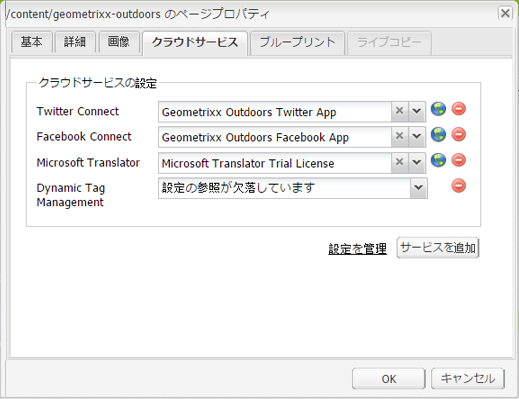 /content/geometrixx-outdoors のページプロパティ
基本 詳細 画像 クラウドサービス ブループリント ライブコピー
クラウドサービスの設定
Twitter Connect Geometrixx Outdoors Twitter App
Facebook Connect Geometrixx Outdoors Facebook App
Microsoft Translator Microsoft Translator Trial License
Dynamic Tag 設定の参照が欠落しています
Management
設定を管理 サービスを追加
OK キャンセル